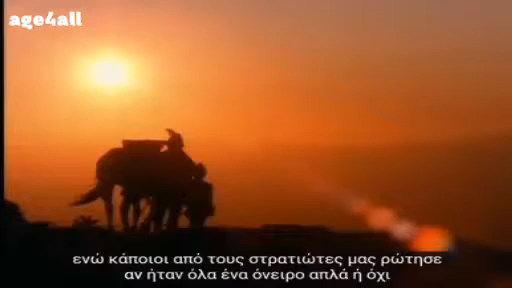 age4all
ενώ κάποιοι από τους στρατιώτες μας ρώτησε
αν ήταν όλα ένα όνειρο απλά ή όχι